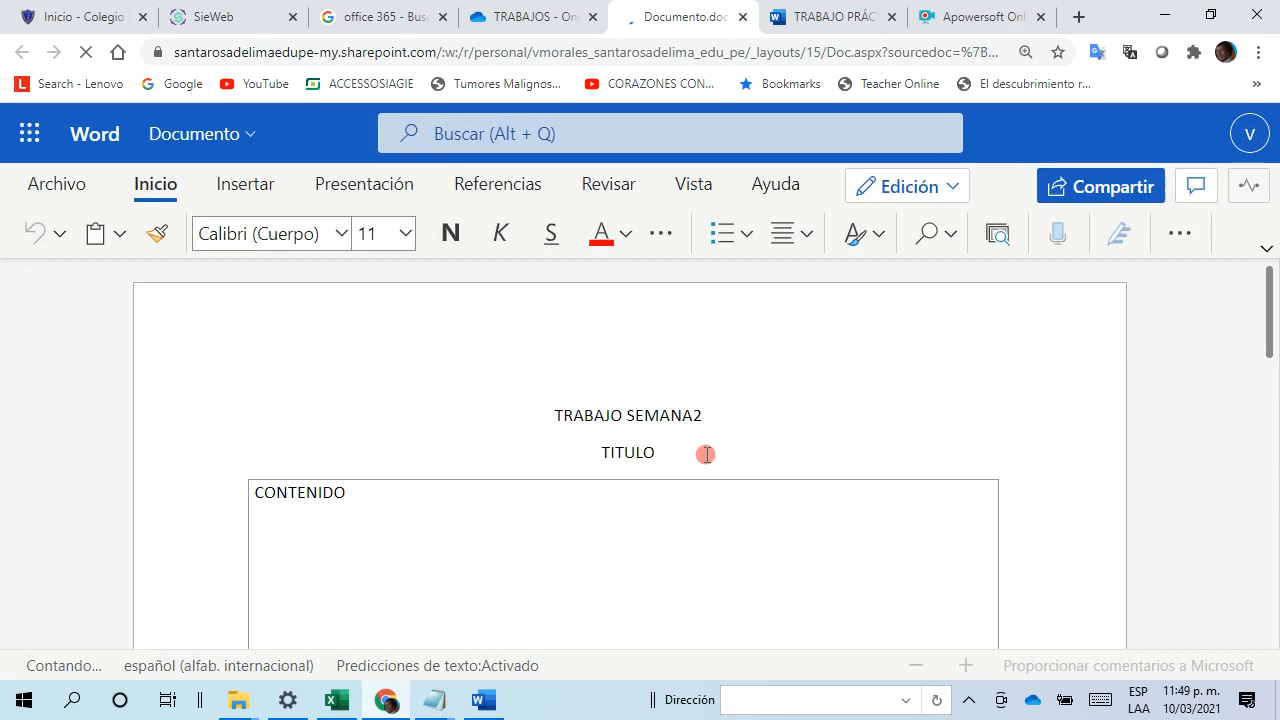 Inicio - Colegio
SieWeb
office 365 - Bus
TRABAJOS - On
Documento.doc
TRABAJO PRÁC
Apowersoft Onl
santarosadelimaedupe-my.sharepoint.com/:w:/r/personal/vmorales_santarosadelima_edu_pe/_layouts/15/Doc.aspx?sourcedoc=%7B...
Search - Lenovo
Google
YouTube
ACCESSOSIAGIE
Tumores Malignos...
CORAZONES CON...
Bookmarks
Teacher Online
El descubrimiento r...
»
Word
Documento
Buscar (Alt + Q)
V
Archivo
Inicio
Insertar
Presentación
Referencias
Revisar
Vista
Ayuda
Edición
Compartir
Calibri (Cuerpo)
11
N
K
S
A
TRABAJO SEMANA2
TITULO
CONTENIDO
Contando...
español (alfab. internacional)
Predicciones de texto:Activado
Proporcionar comentarios a Microsoft
Dirección
ESP
LAA
11:49 p. m.
10/03/2021